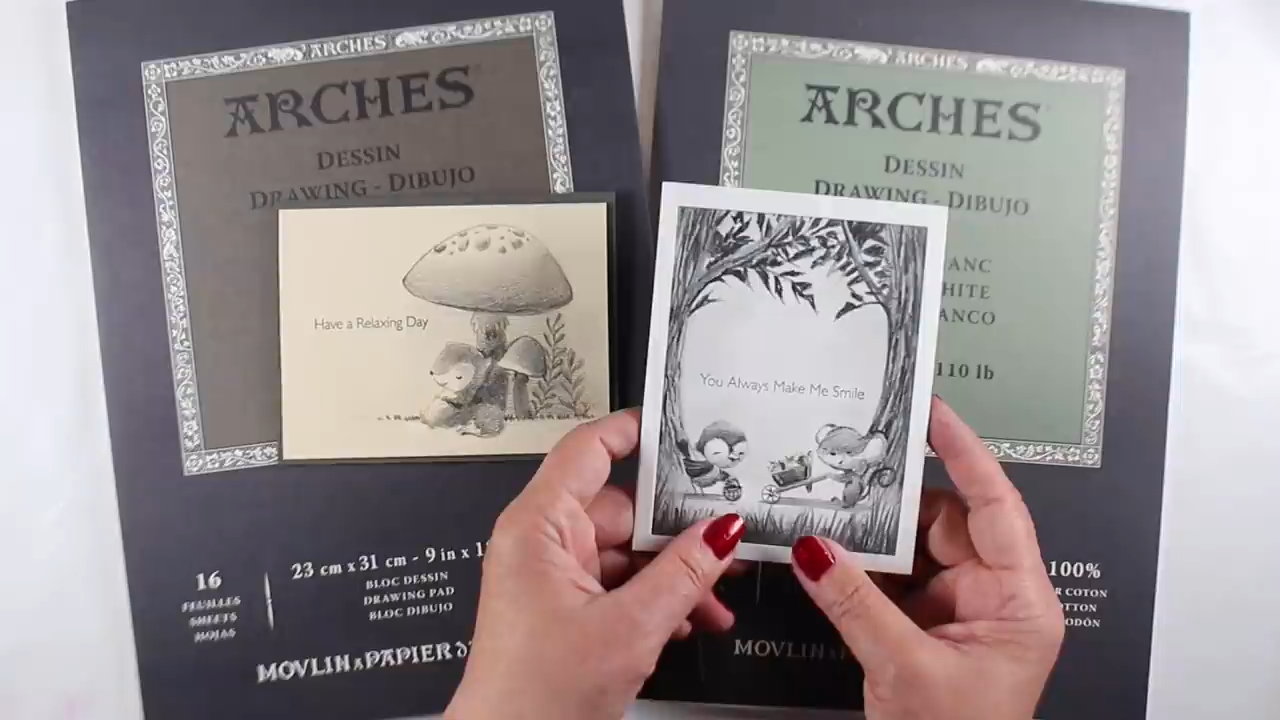 ARCHES
ARCHES
DESSIN
DRAWING - DIBUJO
Have a Relaxing Day
16
FEUILLES
SHEETS
HOJAS
23 cm x 31 cm - 9 in x 1
BLOC DESSIN
DRAWING PAD
BLOC DIBUJO
MOVLIN À PAPIER
ARCHES
ARCHES
DESSIN
DRAWING - DIBUJO
ANC
HITE
ANCO
110 lb
You Always Make Me Smile
100%
R COTON
TTON
ODÓN
MOVLIN